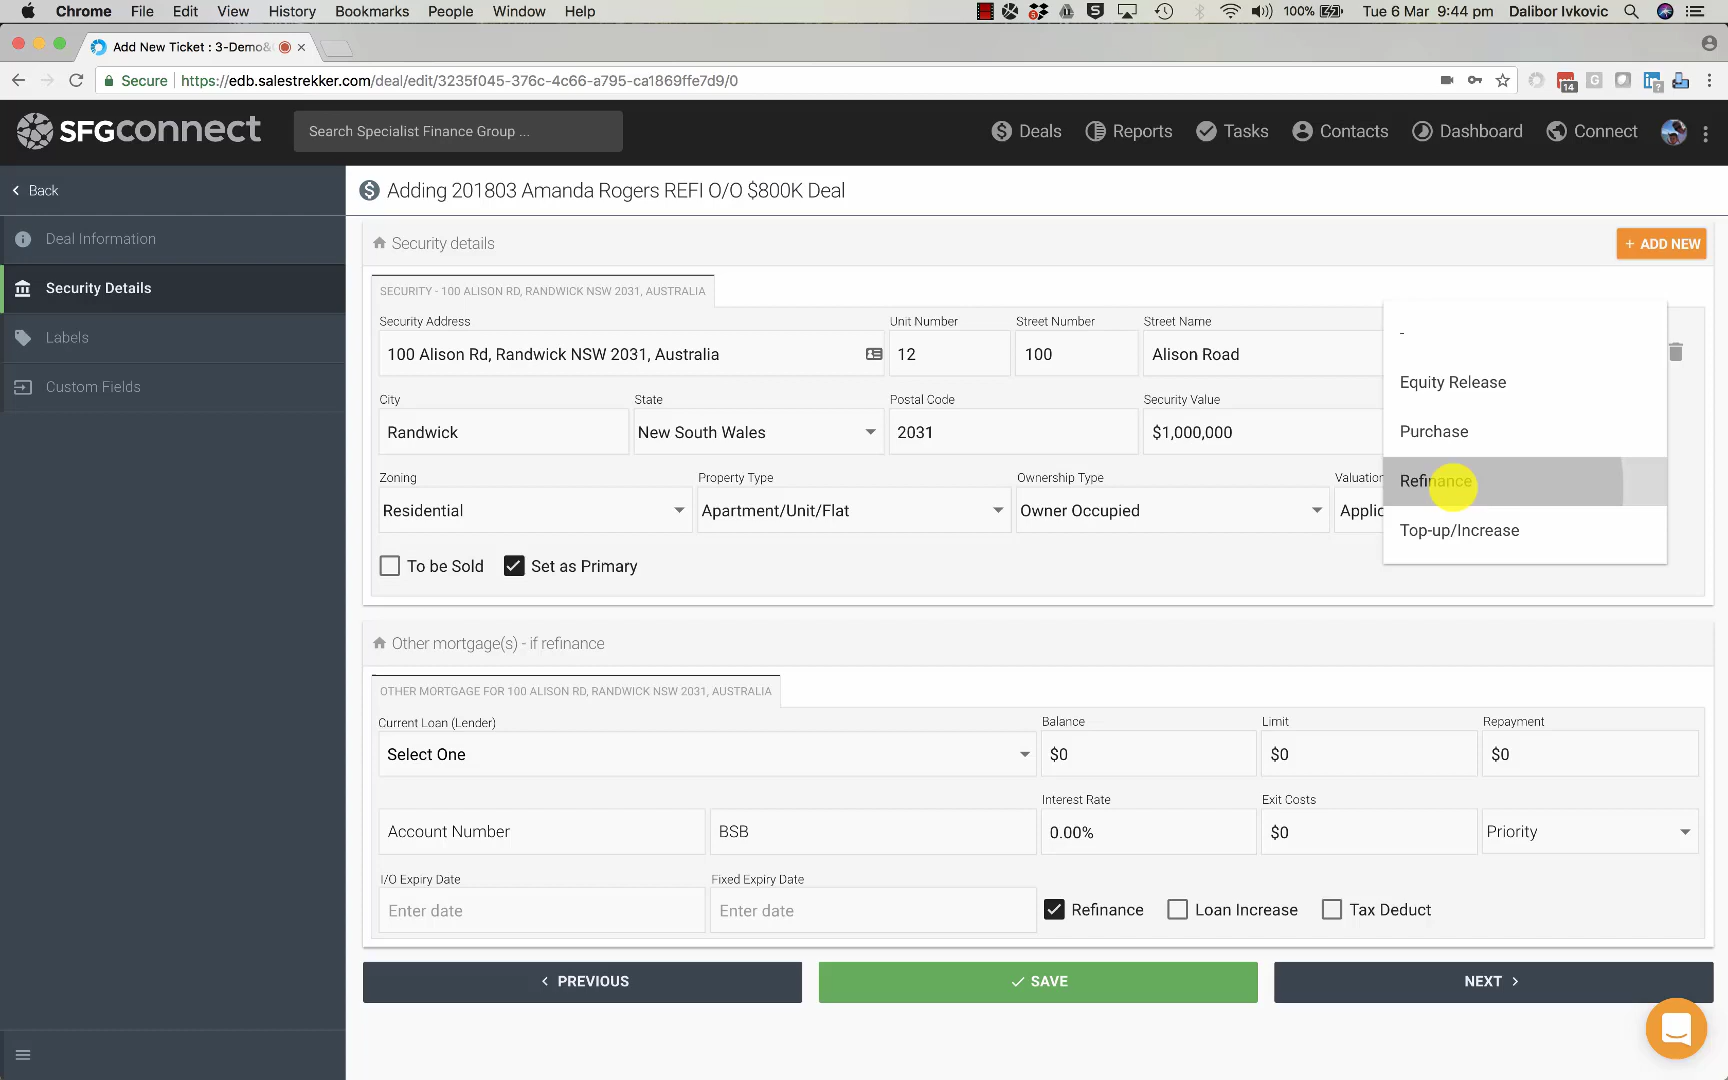 Chrome File Edit View History Bookmarks People Window Help 100% Tue 6 Mar 9:44 pm Dalibor Ivkovic
Add New Ticket : 3-Demo&
Secure https://edb.salestrekker.com/deal/edit/3235f045-376c-4c66-a795-ca1869ffe7d9/0
14
SFGconnect Search Specialist Finance Group ... Deals Reports Tasks Contacts Dashboard Connect
Back
Adding 201803 Amanda Rogers REFI O/O $800K Deal
Deal Information
Security Details
Labels
Custom Fields
Security details
+ ADD NEW
SECURITY - 100 ALISON RD, RANDWICK NSW 2031, AUSTRALIA
Security Address Unit Number Street Number Street Name
100 Alison Rd, Randwick NSW 2031, Australia 12 100 Alison Road
City State Postal Code Security Value
Randwick New South Wales 2031 $1,000,000
Zoning Property Type Ownership Type Valuation
Residential Apartment/Unit/Flat Owner Occupied Applic
To be Sold Set as Primary
-
Equity Release
Purchase
Refinance
Top-up/Increase
Other mortgage(s) - if refinance
OTHER MORTGAGE FOR 100 ALISON RD, RANDWICK NSW 2031, AUSTRALIA
Current Loan (Lender) Balance Limit Repayment
Select One $0 $0 $0
Interest Rate Exit Costs
Account Number BSB 0.00% $0 Priority
I/O Expiry Date Fixed Expiry Date
Enter date Enter date Refinance Loan Increase Tax Deduct
PREVIOUS SAVE NEXT